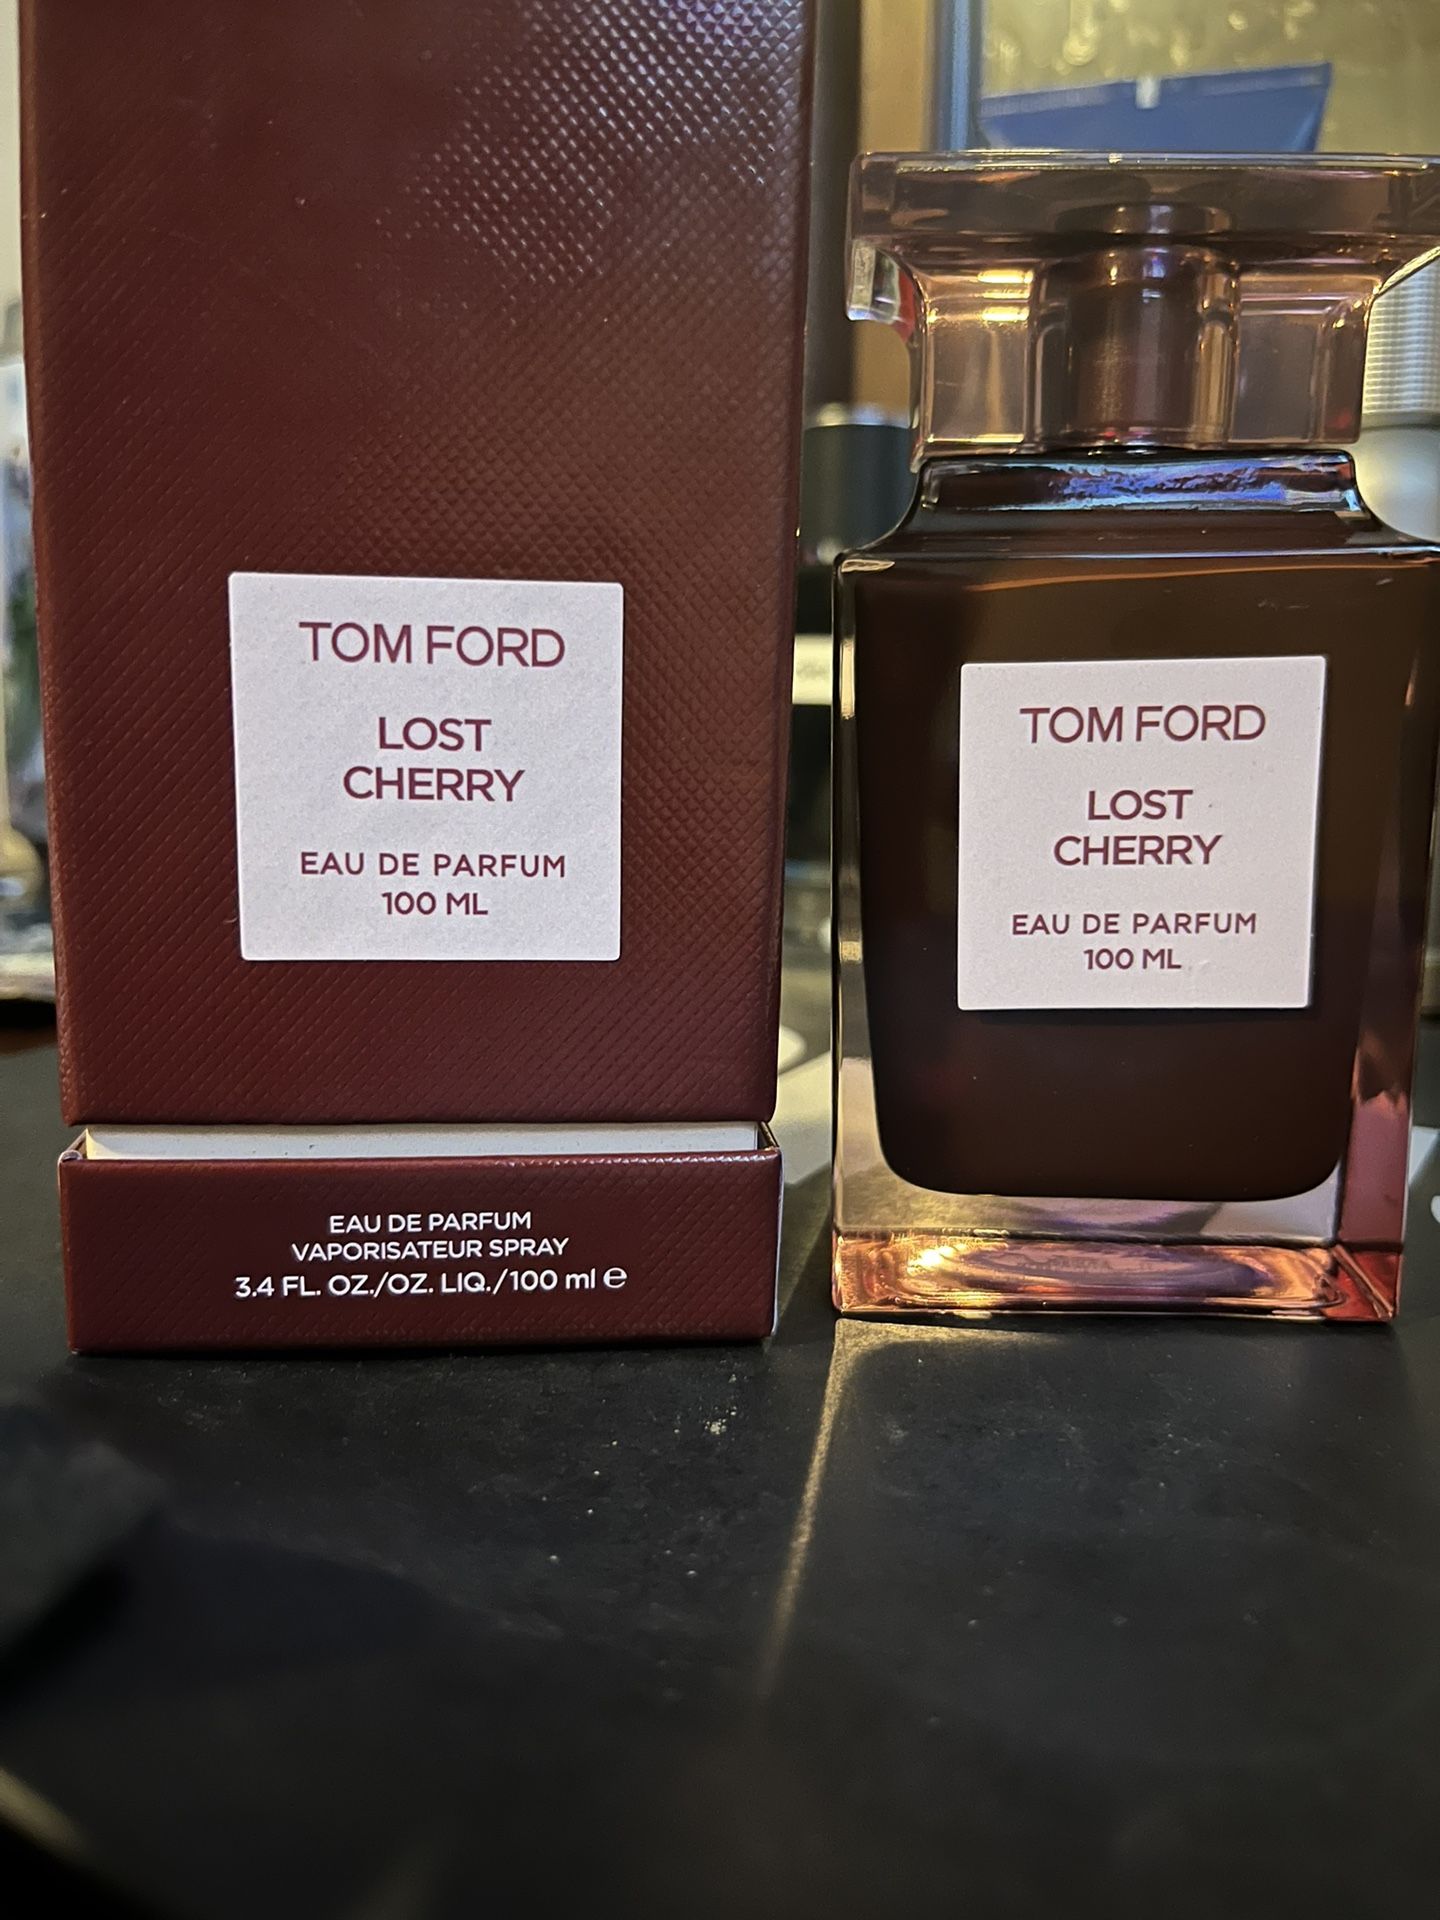 TOM FORD
LOST
CHERRY
EAU DE PARFUM
100 ML
EAU DE PARFUM
VAPORISATEUR SPRAY
3.4 FL. OZ./OZ. LIQ./100 ml ℮
TOM FORD
LOST
CHERRY
EAU DE PARFUM
100 ML